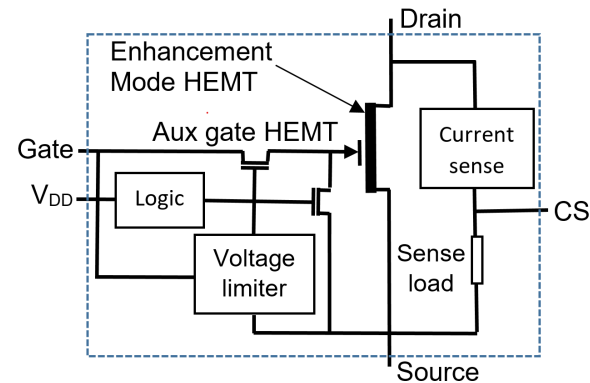 Drain
Enhancement
Mode HEMT
Aux gate HEMT
Gate
Current
sense
VDD
Logic
CS
Voltage
limiter
Sense
load
Source